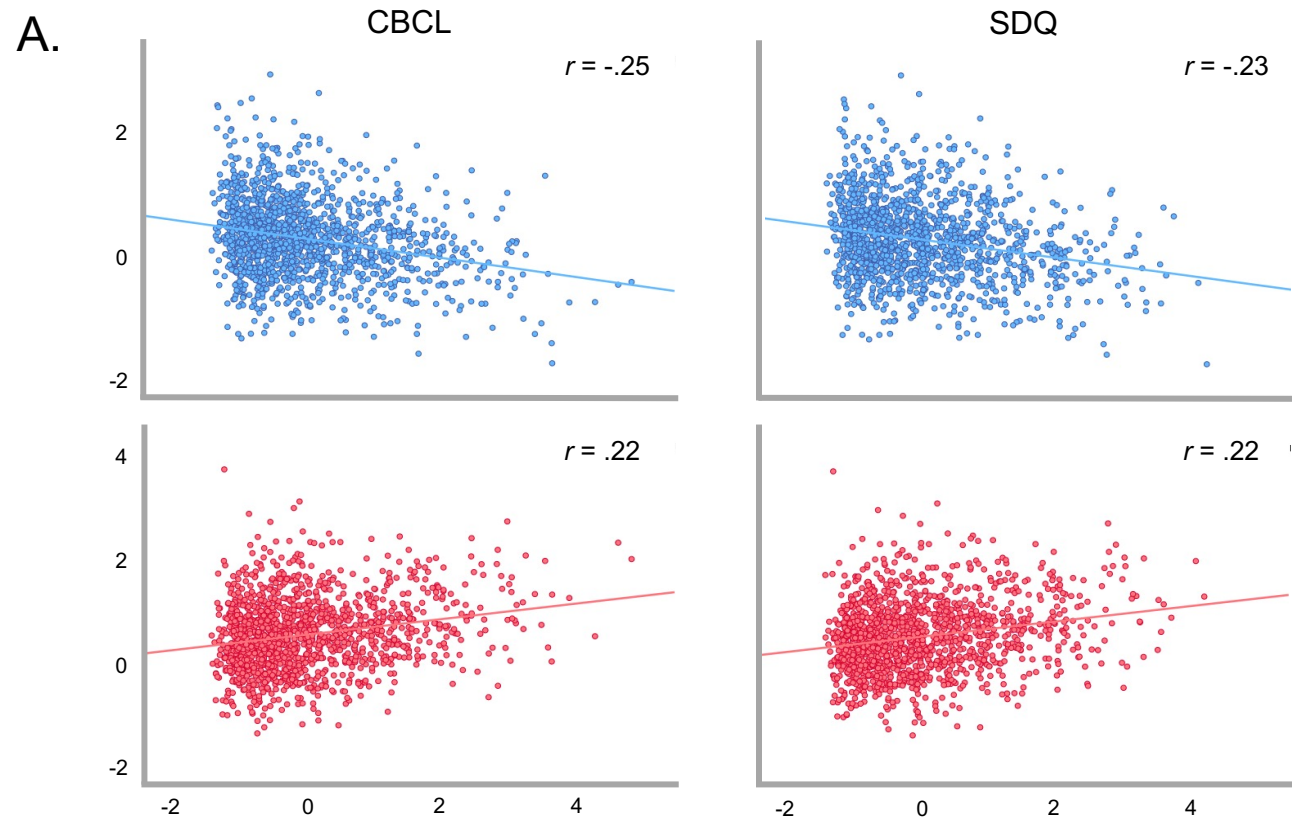 A.
CBCL
SDQ
r = -.25
r = -.23
2
0
-2
r = .22
r = .22
4
2
0
-2
-2 0 2 4
-2 0 2 4